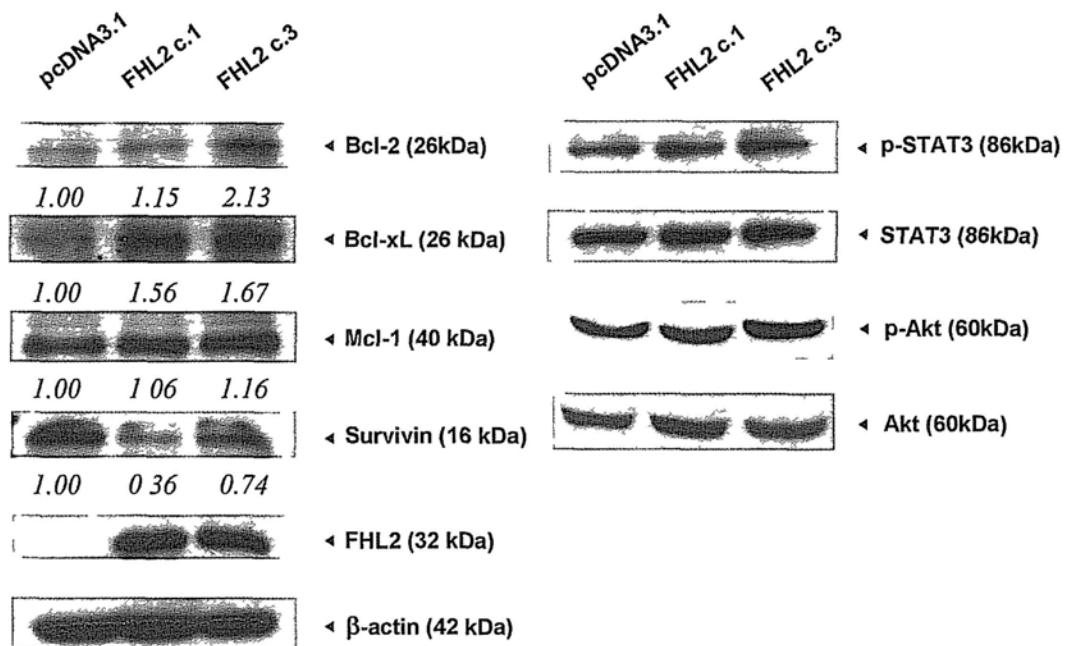 pcDNA3.1 FHL2 c.1 FHL2 c.3
Bcl-2 (26kDa)
1.00 1.15 2.13
Bcl-xL (26 kDa)
1.00 1.56 1.67
Mcl-1 (40 kDa)
1.00 1 06 1.16
Survivin (16 kDa)
1.00 0 36 0.74
FHL2 (32 kDa)
β-actin (42 kDa)
pcDNA3.1 FHL2 c.1 FHL2 c.3
p-STAT3 (86kDa)
STAT3 (86kDa)
p-Akt (60kDa)
Akt (60kDa)